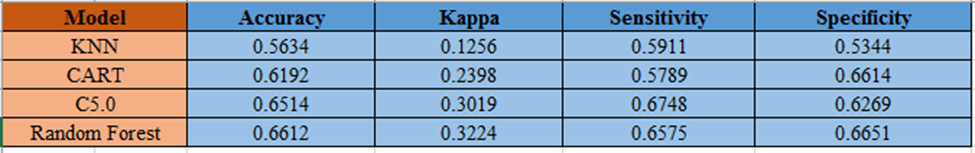 Model Accuracy Kappa Sensitivity Specificity
KNN 0.5634 0.1256 0.5911 0.5344
CART 0.6192 0.2398 0.5789 0.6614
C5.0 0.6514 0.3019 0.6748 0.6269
Random Forest 0.6612 0.3224 0.6575 0.6651